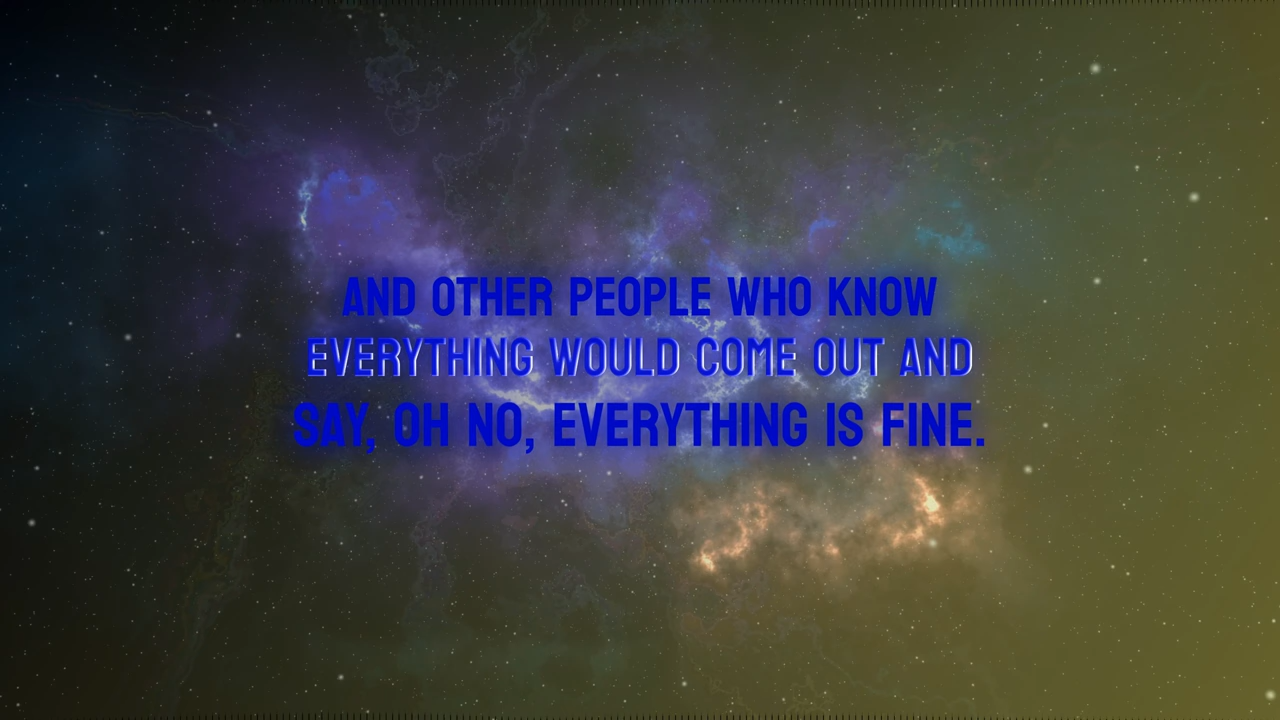 AND OTHER PEOPLE WHO KNOW
EVERYTHING WOULD COME OUT AND
SAY, OH NO, EVERYTHING IS FINE.